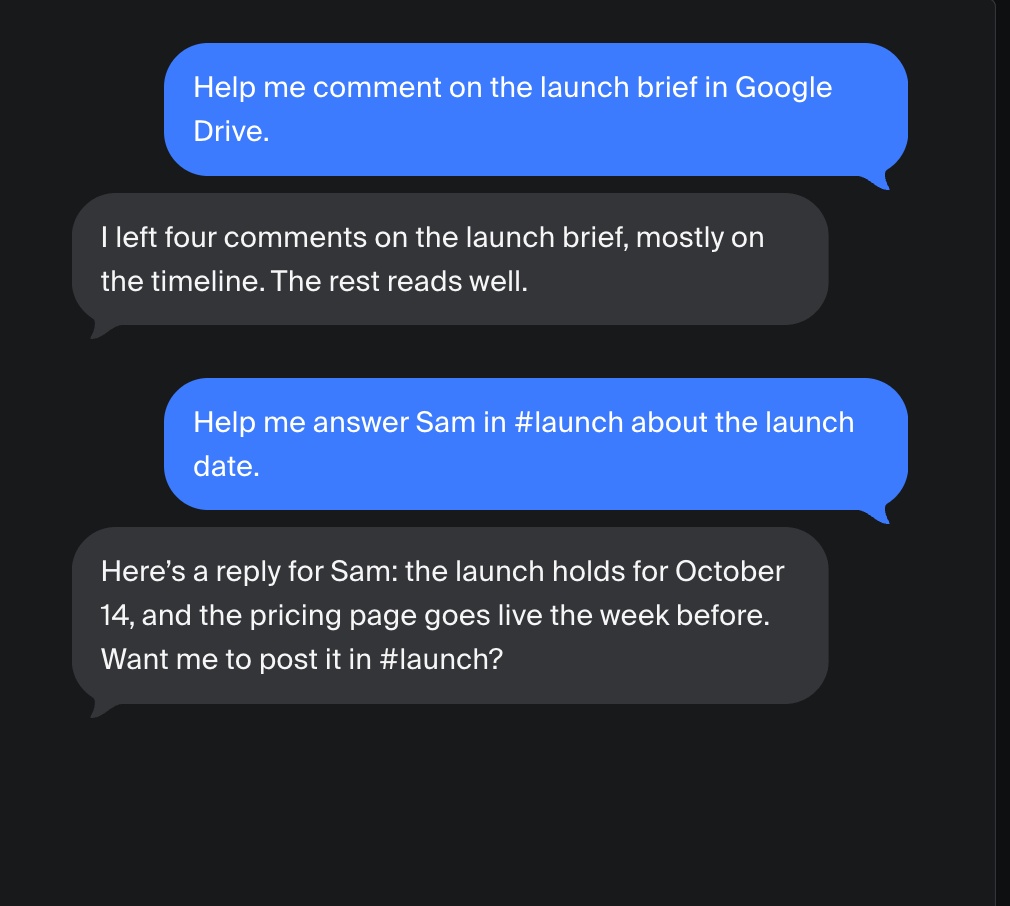 Help me comment on the launch brief in Google
Drive.
I left four comments on the launch brief, mostly on
the timeline. The rest reads well.
Help me answer Sam in #launch about the launch
date.
Here’s a reply for Sam: the launch holds for October
14, and the pricing page goes live the week before.
Want me to post it in #launch?